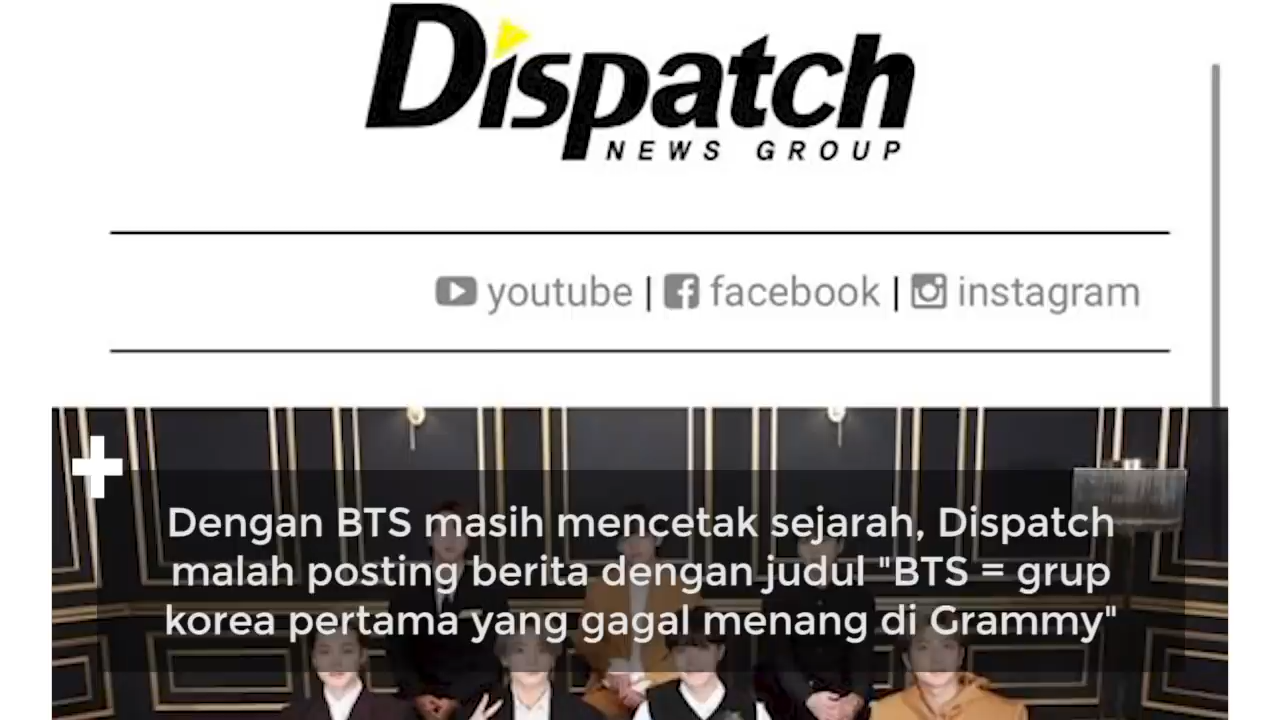 Dispatch
NEWS GROUP
youtube | facebook | instagram
Dengan BTS masih mencetak sejarah, Dispatch
malah posting berita dengan judul "BTS = grup
korea pertama yang gagal menang di Grammy"